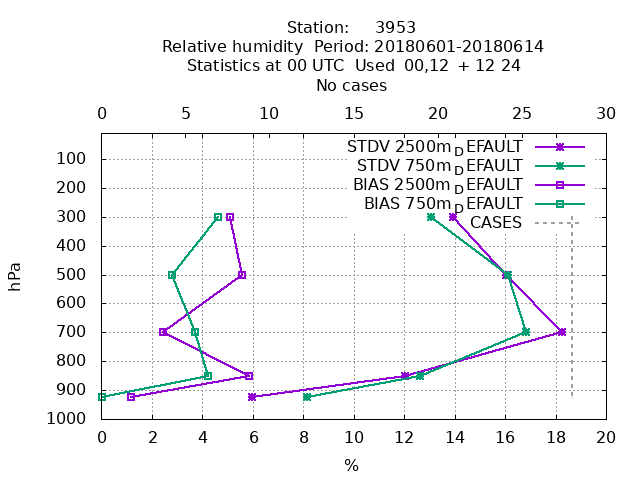 Station: 3953
Relative humidity Period: 20180601-20180614
Statistics at 00 UTC Used 00,12 + 12 24
No cases
0 5 10 15 20 25 30
STDV 2500m_DEFAULT
STDV 750m_DEFAULT
BIAS 2500m_DEFAULT
BIAS 750m_DEFAULT
CASES
hPa
100
200
300
400
500
600
700
800
900
1000
0 2 4 6 8 10 12 14 16 18 20
%